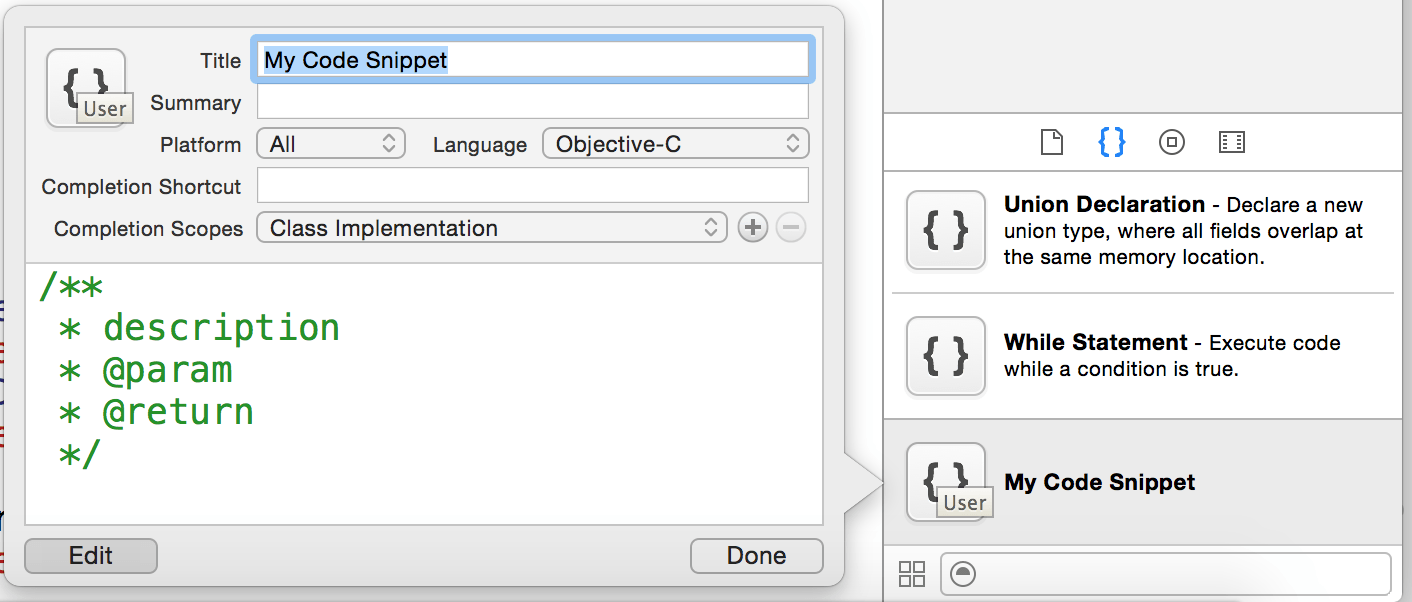 Title My Code Snippet
User
Summary
Platform All Language Objective-C
Completion Shortcut
Completion Scopes Class Implementation
/**
* description
* @param
* @return
*/
Edit Done
{}
Union Declaration - Declare a new
union type, where all fields overlap at
the same memory location.
{}
While Statement - Execute code
while a condition is true.
{}
My Code Snippet
User